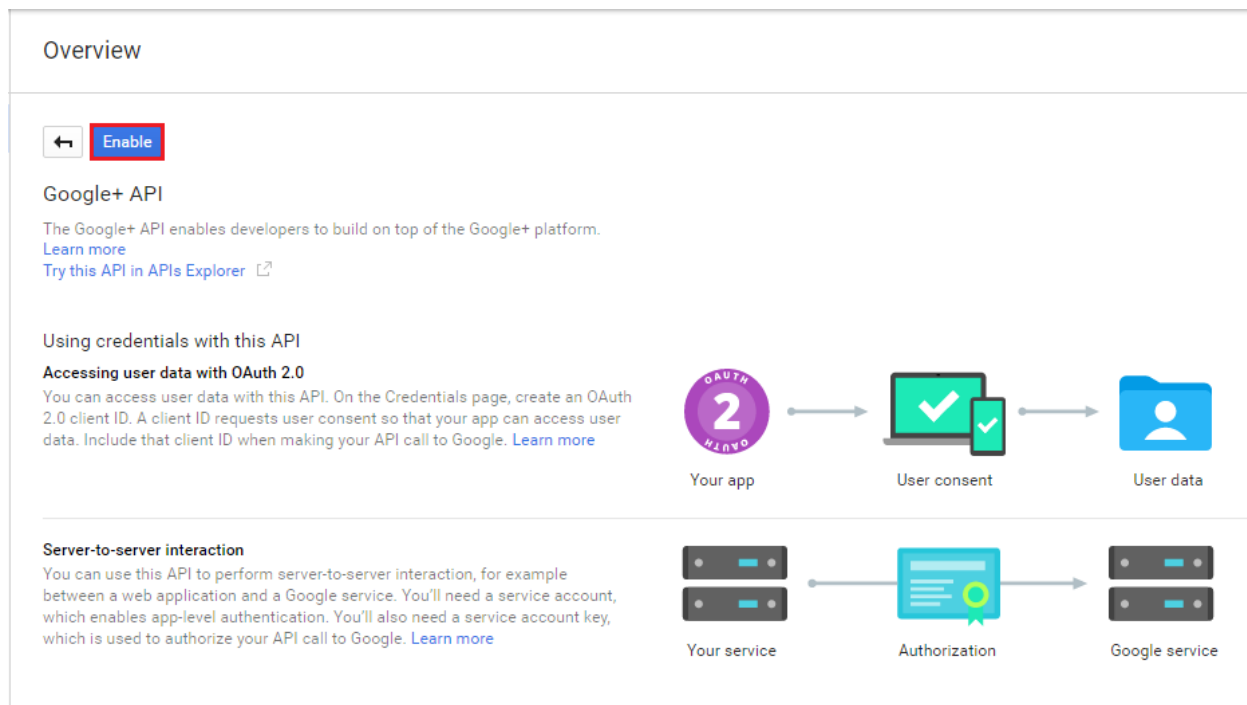 Overview
Enable
Google+ API
The Google+ API enables developers to build on top of the Google+ platform.
Learn more
Try this API in APIs Explorer
Using credentials with this API
Accessing user data with OAuth 2.0
You can access user data with this API. On the Credentials page, create an OAuth
2.0 client ID. A client ID requests user consent so that your app can access user
data. Include that client ID when making your API call to Google. Learn more
OAUTH
2
OAUTH
Your app
User consent
User data
Server-to-server interaction
You can use this API to perform server-to-server interaction, for example
between a web application and a Google service. You'll need a service account,
which enables app-level authentication. You'll also need a service account key,
which is used to authorize your API call to Google. Learn more
Your service
Authorization
Google service